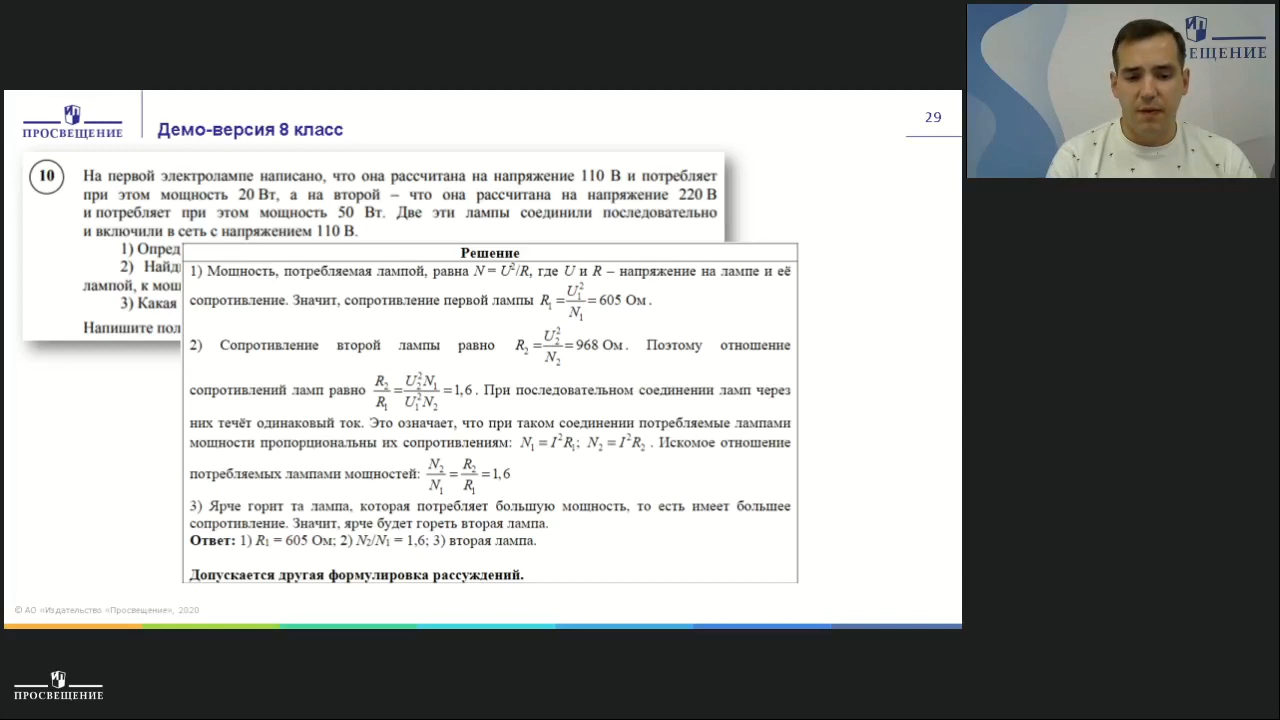 ПРОСВЕЩЕНИЕ
Демо-версия 8 класс
29
10
На первой электролампе написано, что она рассчитана на напряжение 110 В и потребляет
при этом мощность 20 Вт, а на второй – что она рассчитана на напряжение 220 В
и потребляет при этом мощность 50 Вт. Две эти лампы соединили последовательно
и включили в сеть с напряжением 110 В.
1) Опред
2) Найд
лампой, к мощ
3) Какая
Напишите пол
Решение
1) Мощность, потребляемая лампой, равна N = U²/R, где U и R – напряжение на лампе и её
сопротивление. Значит, сопротивление первой лампы R₁ = U₁²/N₁ = 605 Ом.
2) Сопротивление второй лампы равно R₂ = U₂²/N₂ = 968 Ом. Поэтому отношение
сопротивлений ламп равно R₂/R₁ = U₂²N₁/U₁²N₂ = 1,6. При последовательном соединении ламп через
них течёт одинаковый ток. Это означает, что при таком соединении потребляемые лампами
мощности пропорциональны их сопротивлениям: N₁ = I²R₁; N₂ = I²R₂. Искомое отношение
потребляемых лампами мощностей: N₂/N₁ = R₂/R₁ = 1,6
3) Ярче горит та лампа, которая потребляет большую мощность, то есть имеет большее
сопротивление. Значит, ярче будет гореть вторая лампа.
Ответ: 1) R₁ = 605 Ом; 2) N₂/N₁ = 1,6; 3) вторая лампа.
Допускается другая формулировка рассуждений.
© АО «Издательство «Просвещение», 2020
ПРОСВЕЩЕНИЕ
ЕЩЕНИЕ